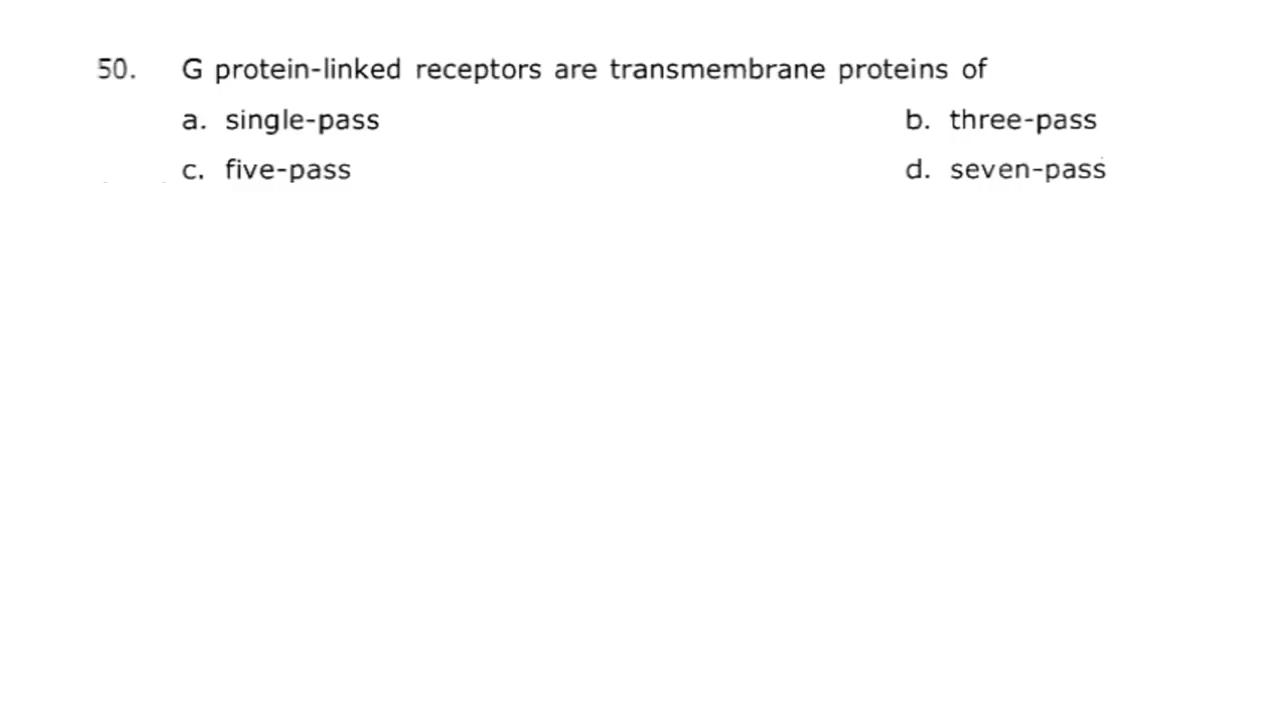 50. G protein-linked receptors are transmembrane proteins of
a. single-pass b. three-pass
c. five-pass d. seven-pass